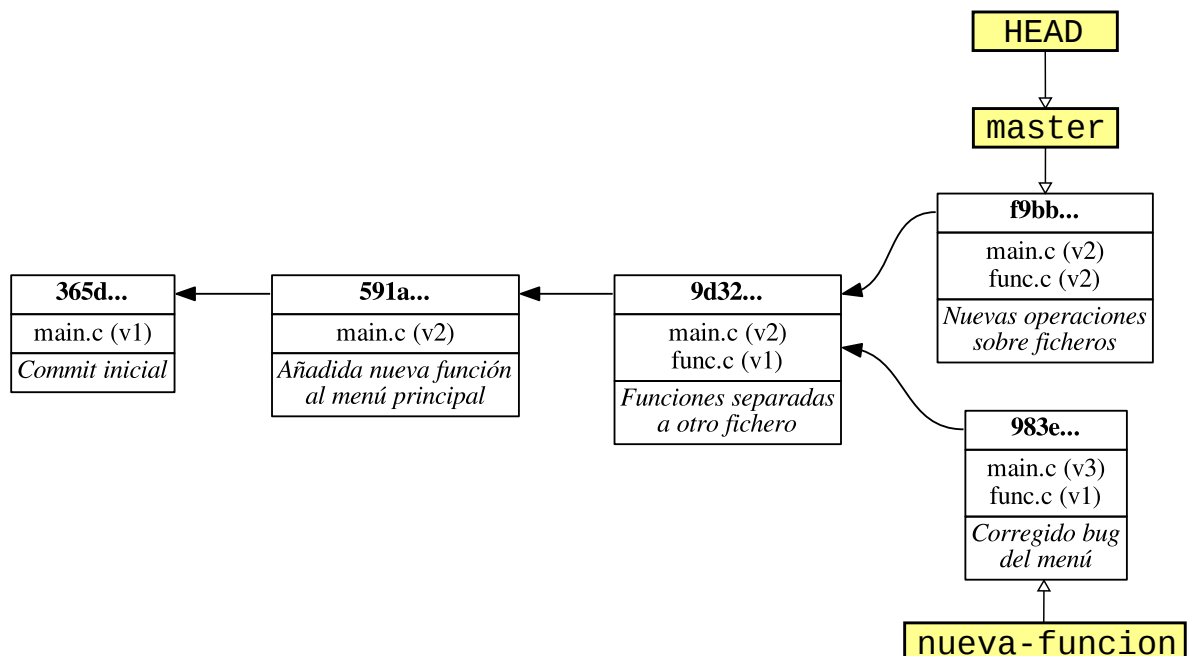 HEAD
master
f9bb...
main.c (v2)
func.c (v2)
Nuevas operaciones
sobre ficheros
365d...
main.c (v1)
Commit inicial
591a...
main.c (v2)
Añadida nueva función
al menú principal
9d32...
main.c (v2)
func.c (v1)
Funciones separadas
a otro fichero
983e...
main.c (v3)
func.c (v1)
Corregido bug
del menú
nueva-funcion